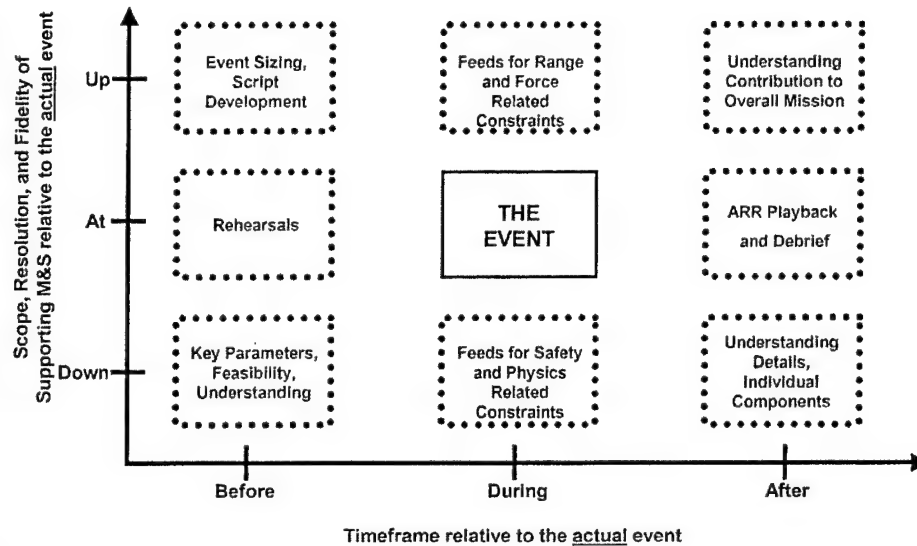 Scope, Resolution, and Fidelity of
Supporting M&S relative to the actual event
Up
At
Down
Event Sizing,
Script
Development
Feeds for Range
and Force
Related
Constraints
Understanding
Contribution to
Overall Mission
Rehearsals
THE
EVENT
ARR Playback
and Debrief
Key Parameters,
Feasibility,
Understanding
Feeds for Safety
and Physics
Related
Constraints
Understanding
Details,
Individual
Components
Before
During
After
Timeframe relative to the actual event